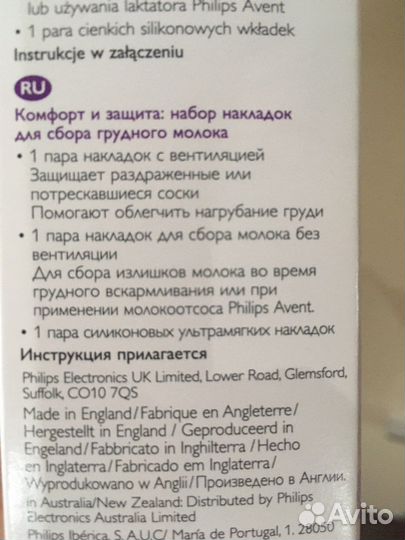 lub używania laktatora Philips Avent
• 1 para cienkich silikonowych wkładek
Instrukcje w załączeniu
RU
Комфорт и защита: набор накладок
для сбора грудного молока
• 1 пара накладок с вентиляцией
Защищает раздраженные или
потрескавшиеся соски
Помогают облегчить нагрубание груди
• 1 пара накладок для сбора молока без
вентиляции
Для сбора излишков молока во время
грудного вскармливания или при
применении молокоотсоса Philips Avent.
• 1 пара силиконовых ультрамягких накладок
Инструкция прилагается
Philips Electronics UK Limited, Lower Road, Glemsford,
Suffolk, CO10 7QS
Made in England/Fabrique en Angleterre/
Hergestellt in England / Geproduceerd in
Engeland/Fabbricato in Inghilterra /Hecho
en Inglaterra/Fabricado em Inglaterra/
Wyprodukowano w Anglii/Произведено в Англии.
in Australia/New Zealand: Distributed by Philips
Electronics Australia Limited
Philips Ibérica, S.A.U.C/ María de Portugal, 1. 28050
Avito